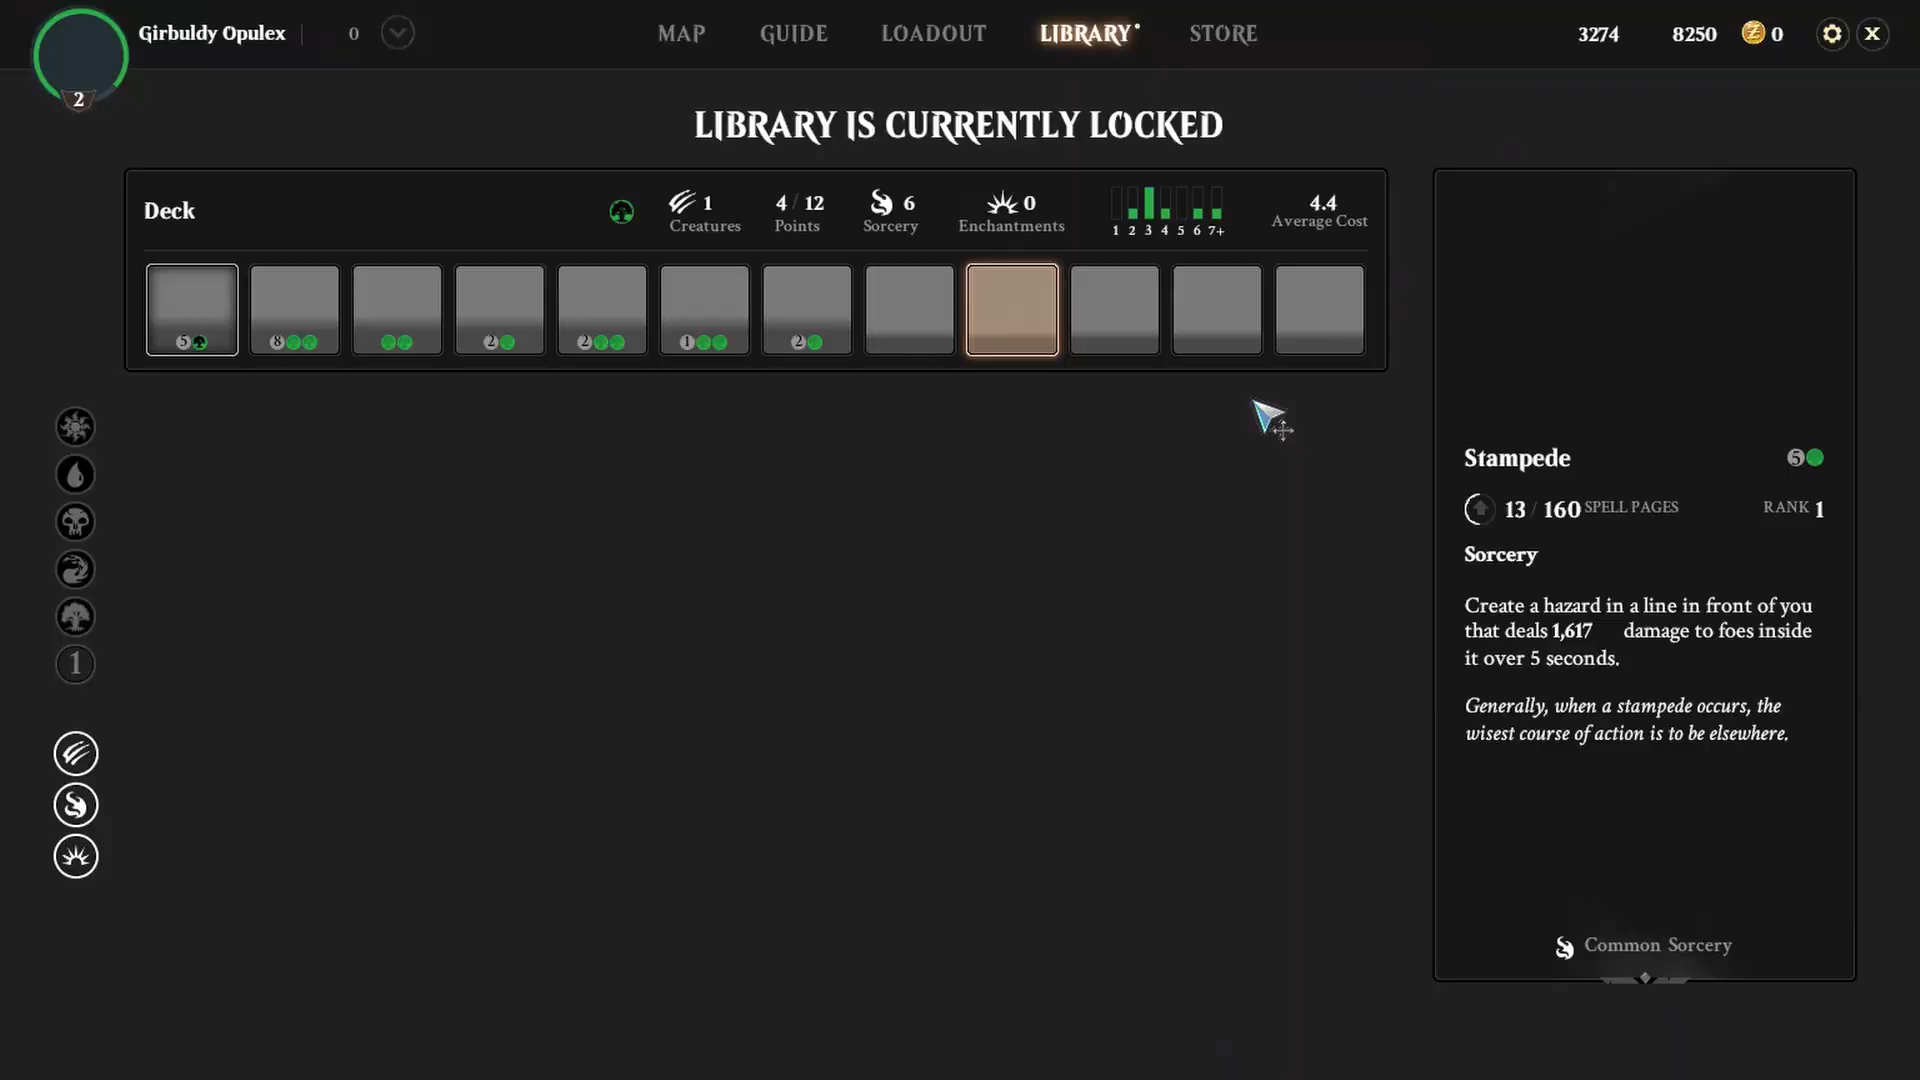 Girbuldy Opulex
0
MAP
GUIDE
LOADOUT
LIBRARY
STORE
3274
8250
0
2
LIBRARY IS CURRENTLY LOCKED
Deck
1
Creatures
4 / 12
Points
6
Sorcery
0
Enchantments
1 2 3 4 5 6 7+
4.4
Average Cost
5
8
2
2
1
2
1
Stampede
5
13 / 160 SPELL PAGES
RANK 1
Sorcery
Create a hazard in a line in front of you
that deals 1,617 damage to foes inside
it over 5 seconds.
Generally, when a stampede occurs, the
wisest course of action is to be elsewhere.
Common Sorcery